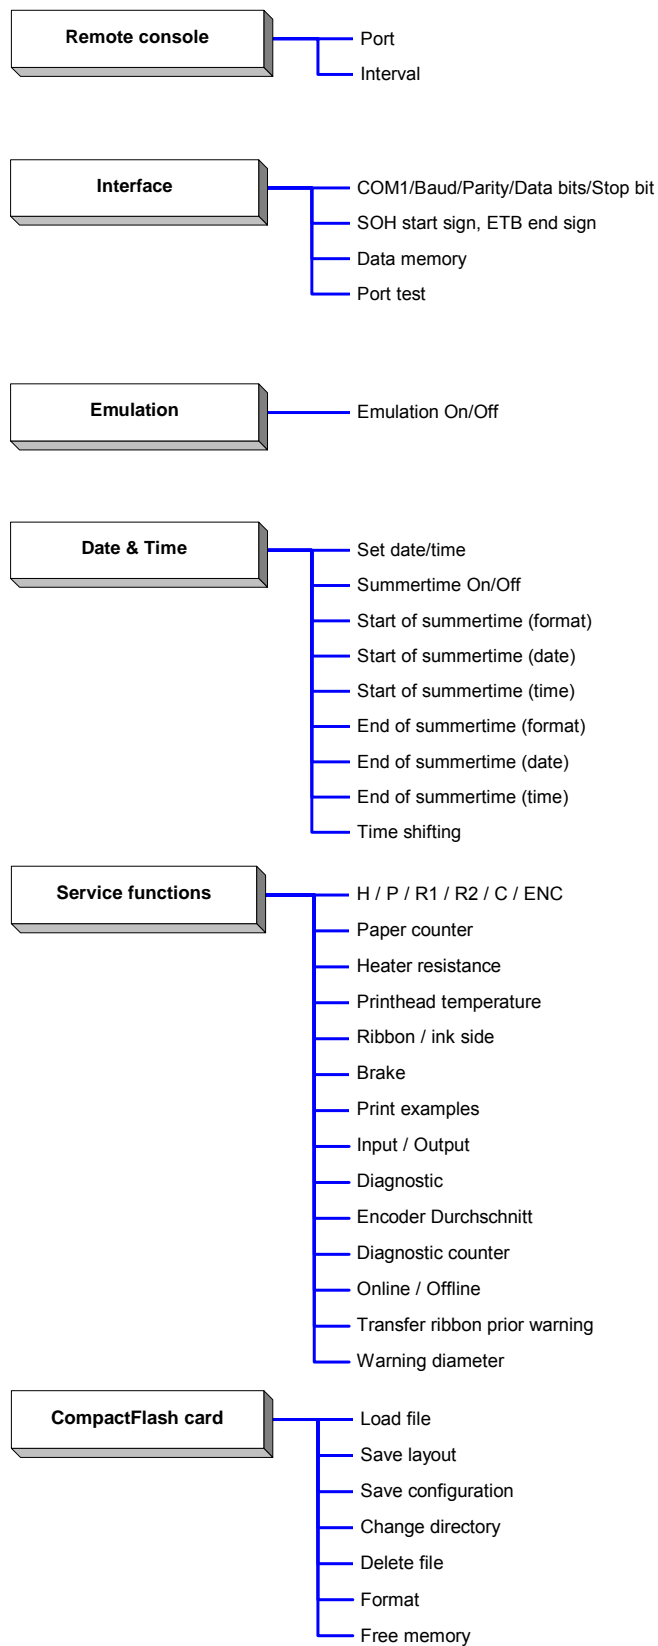 Remote console
Port
Interval
Interface
COM1/Baud/Parity/Data bits/Stop bit
SOH start sign, ETB end sign
Data memory
Port test
Emulation
Emulation On/Off
Date & Time
Set date/time
Summertime On/Off
Start of summertime (format)
Start of summertime (date)
Start of summertime (time)
End of summertime (format)
End of summertime (date)
End of summertime (time)
Time shifting
Service functions
H / P / R1 / R2 / C / ENC
Paper counter
Heater resistance
Printhead temperature
Ribbon / ink side
Brake
Print examples
Input / Output
Diagnostic
Encoder Durchschnitt
Diagnostic counter
Online / Offline
Transfer ribbon prior warning
Warning diameter
CompactFlash card
Load file
Save layout
Save configuration
Change directory
Delete file
Format
Free memory